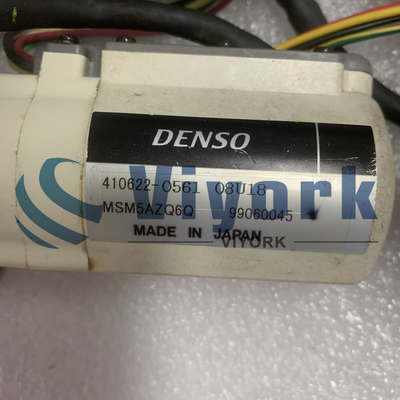 DENSO
410622-0561 08U18
MSM5AZQ6Q 99060045
MADE IN JAPAN
Viyork
VIYORK